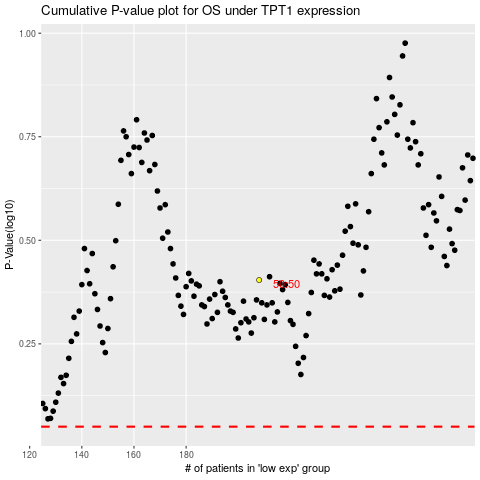 Cumulative P-value plot for OS under TPT1 expression
P-Value(log10)
1.00
0.75
0.50
0.25
50-50
120 140 160 180
# of patients in 'low exp' group